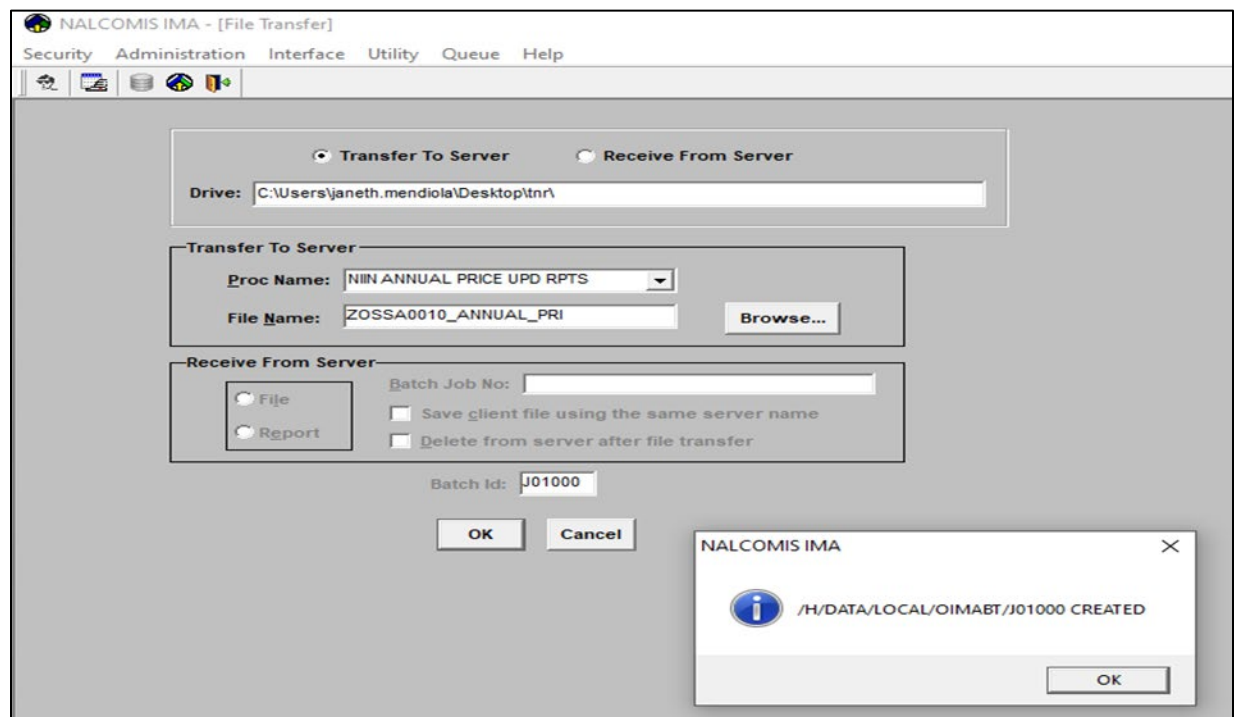 NALCOMIS IMA - [File Transfer]
Security Administration Interface Utility Queue Help
Transfer To Server Receive From Server
Drive: C:\Users\janeth.mendiola\Desktop\tnr\
Transfer To Server
Proc Name: NIIN ANNUAL PRICE UPD RPTS
File Name: ZOSSA0010_ANNUAL_PRI Browse...
Receive From Server
Batch Job No:
File
Save client file using the same server name
Report
Delete from server after file transfer
Batch Id: J01000
OK Cancel
NALCOMIS IMA
/H/DATA/LOCAL/OIMABT/J01000 CREATED
OK